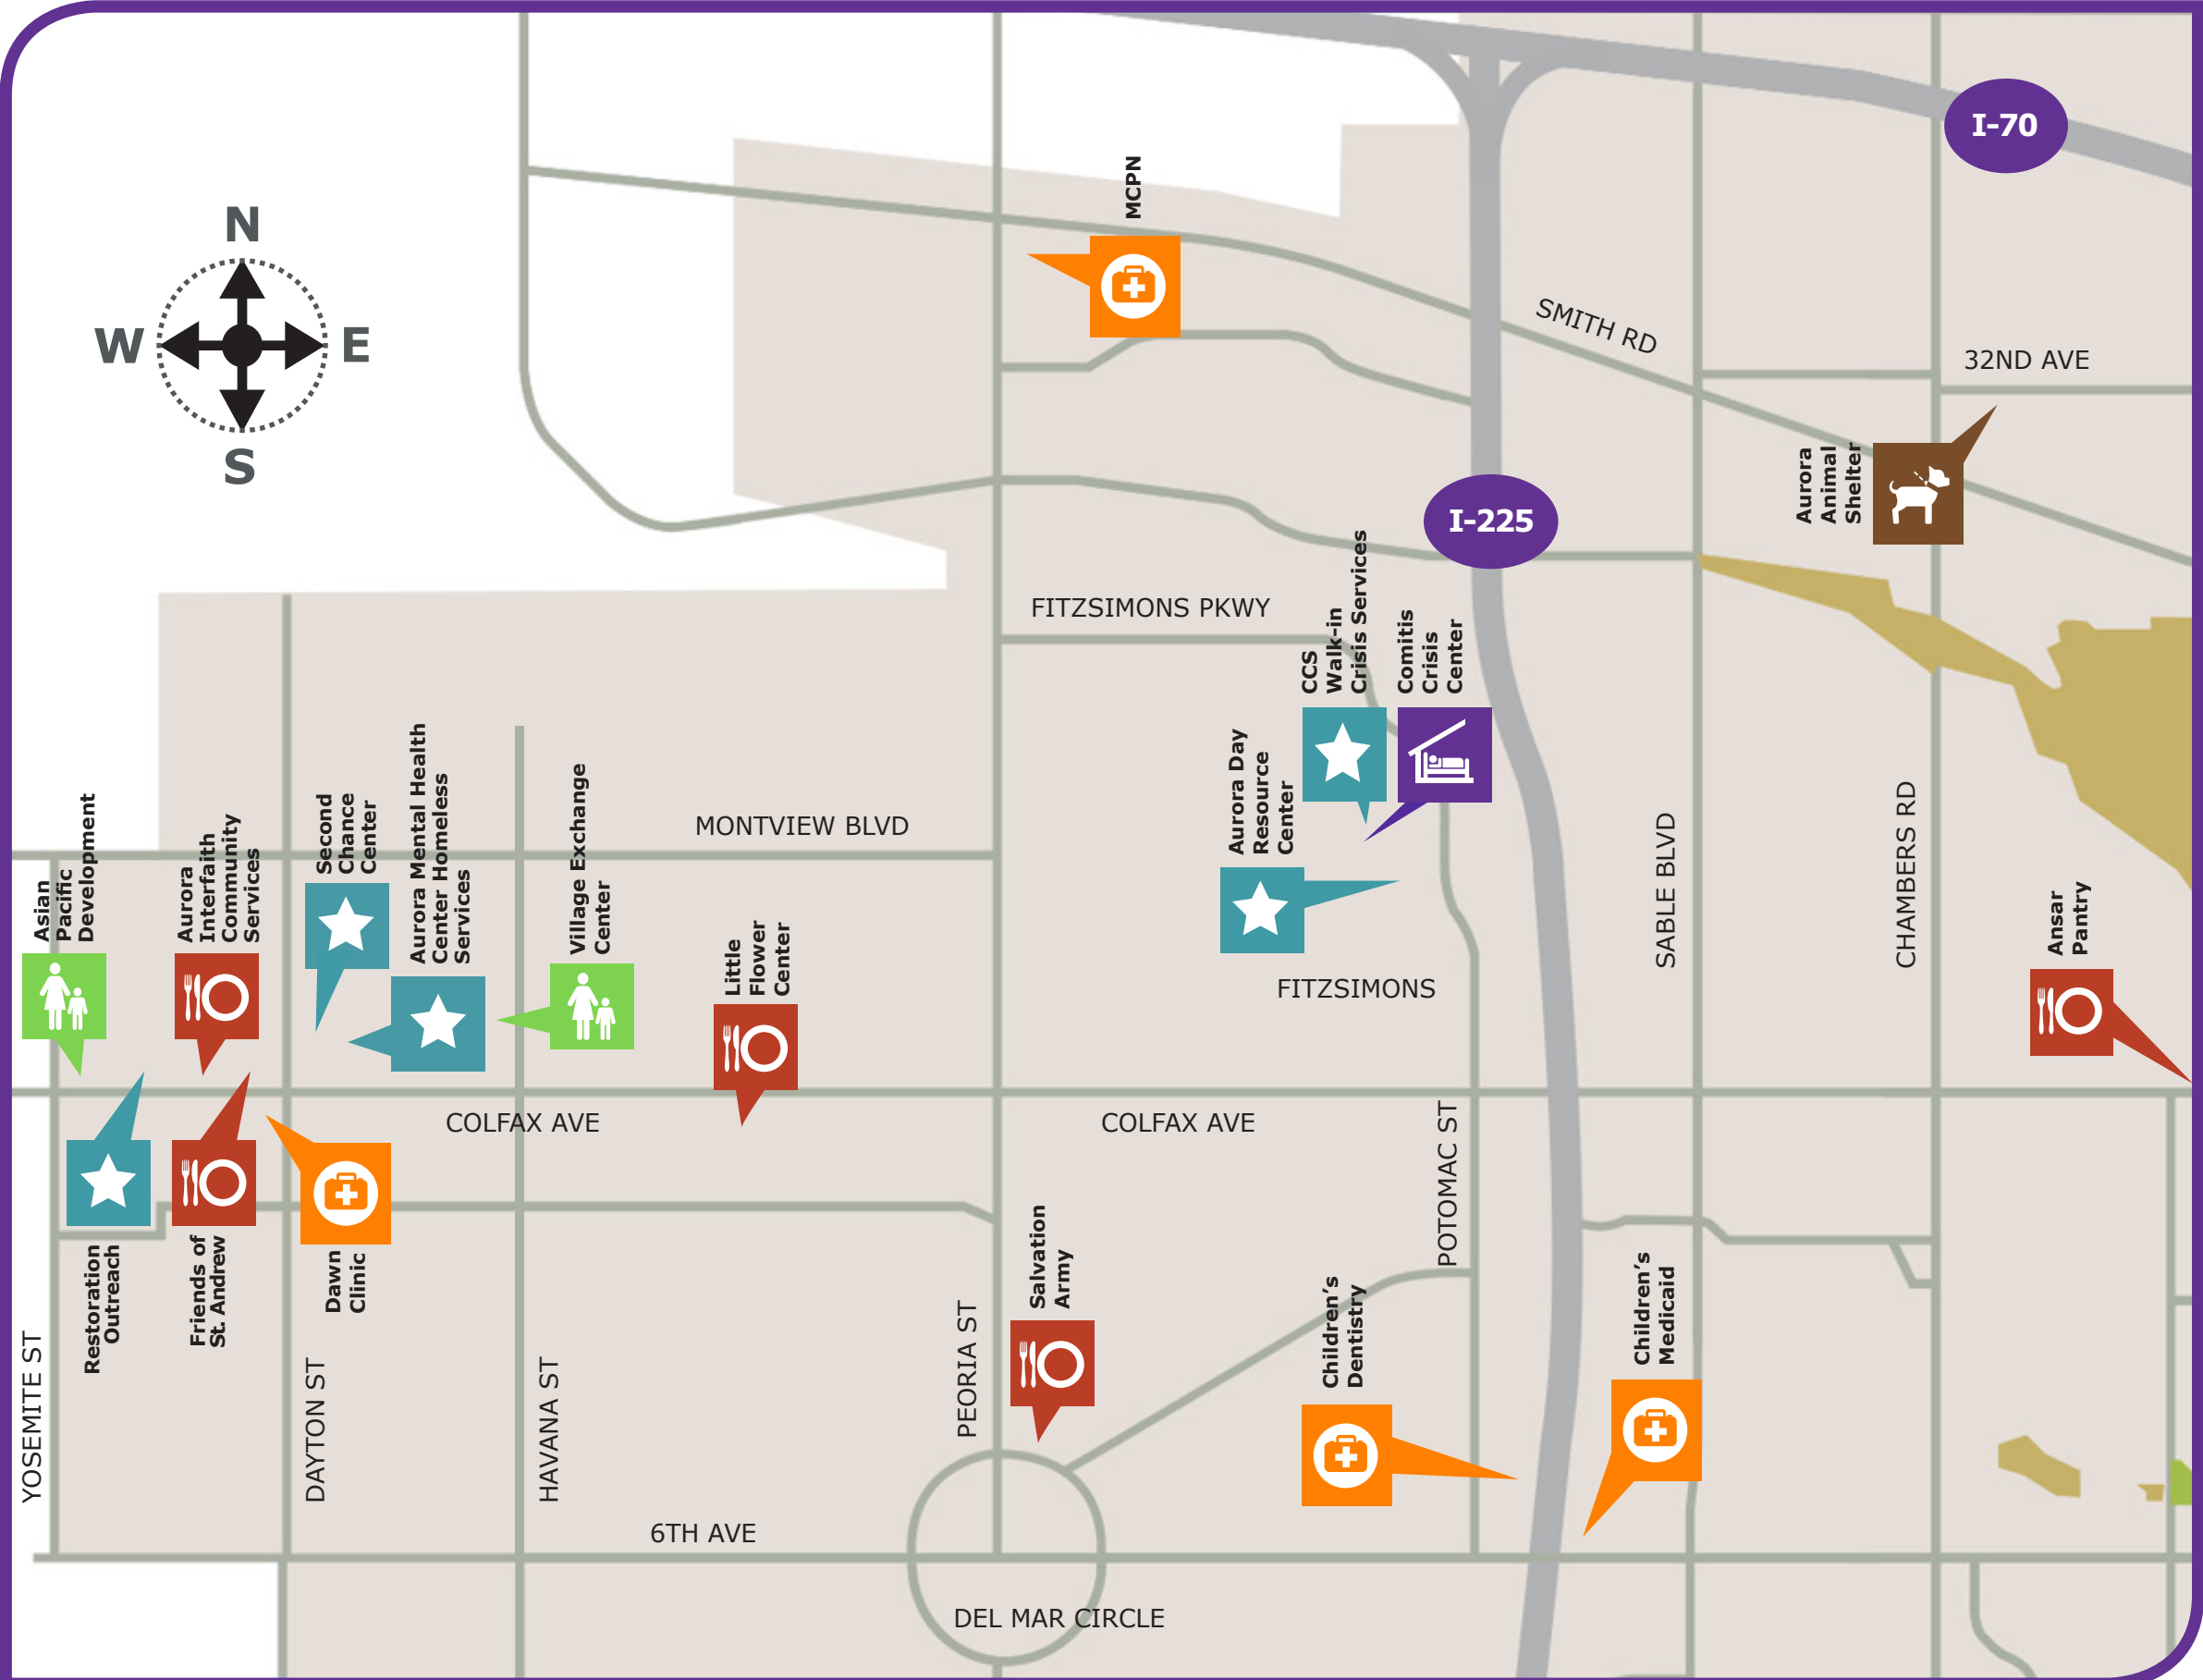 I-70
MCPN
N
W
E
S
SMITH RD
32ND AVE
Aurora
Animal
Shelter
I-225
FITZSIMONS PKWY
CCS
Walk-in
Crisis Services
Comitis
Crisis
Center
Aurora Day
Resource
Center
MONTVIEW BLVD
Asian
Pacific
Development
Aurora
Interfaith
Community
Services
Second
Chance
Center
Aurora Mental Health
Center Homeless
Services
Village Exchange
Center
Little
Flower
Center
SABLE BLVD
CHAMBERS RD
Ansar
Pantry
FITZSIMONS
COLFAX AVE
COLFAX AVE
POTOMAC ST
Restoration
Outreach
Friends of
St. Andrew
Dawn
Clinic
Salvation
Army
Children’s
Dentistry
Children’s
Medicaid
YOSEMITE ST
DAYTON ST
HAVANA ST
PEORIA ST
6TH AVE
DEL MAR CIRCLE